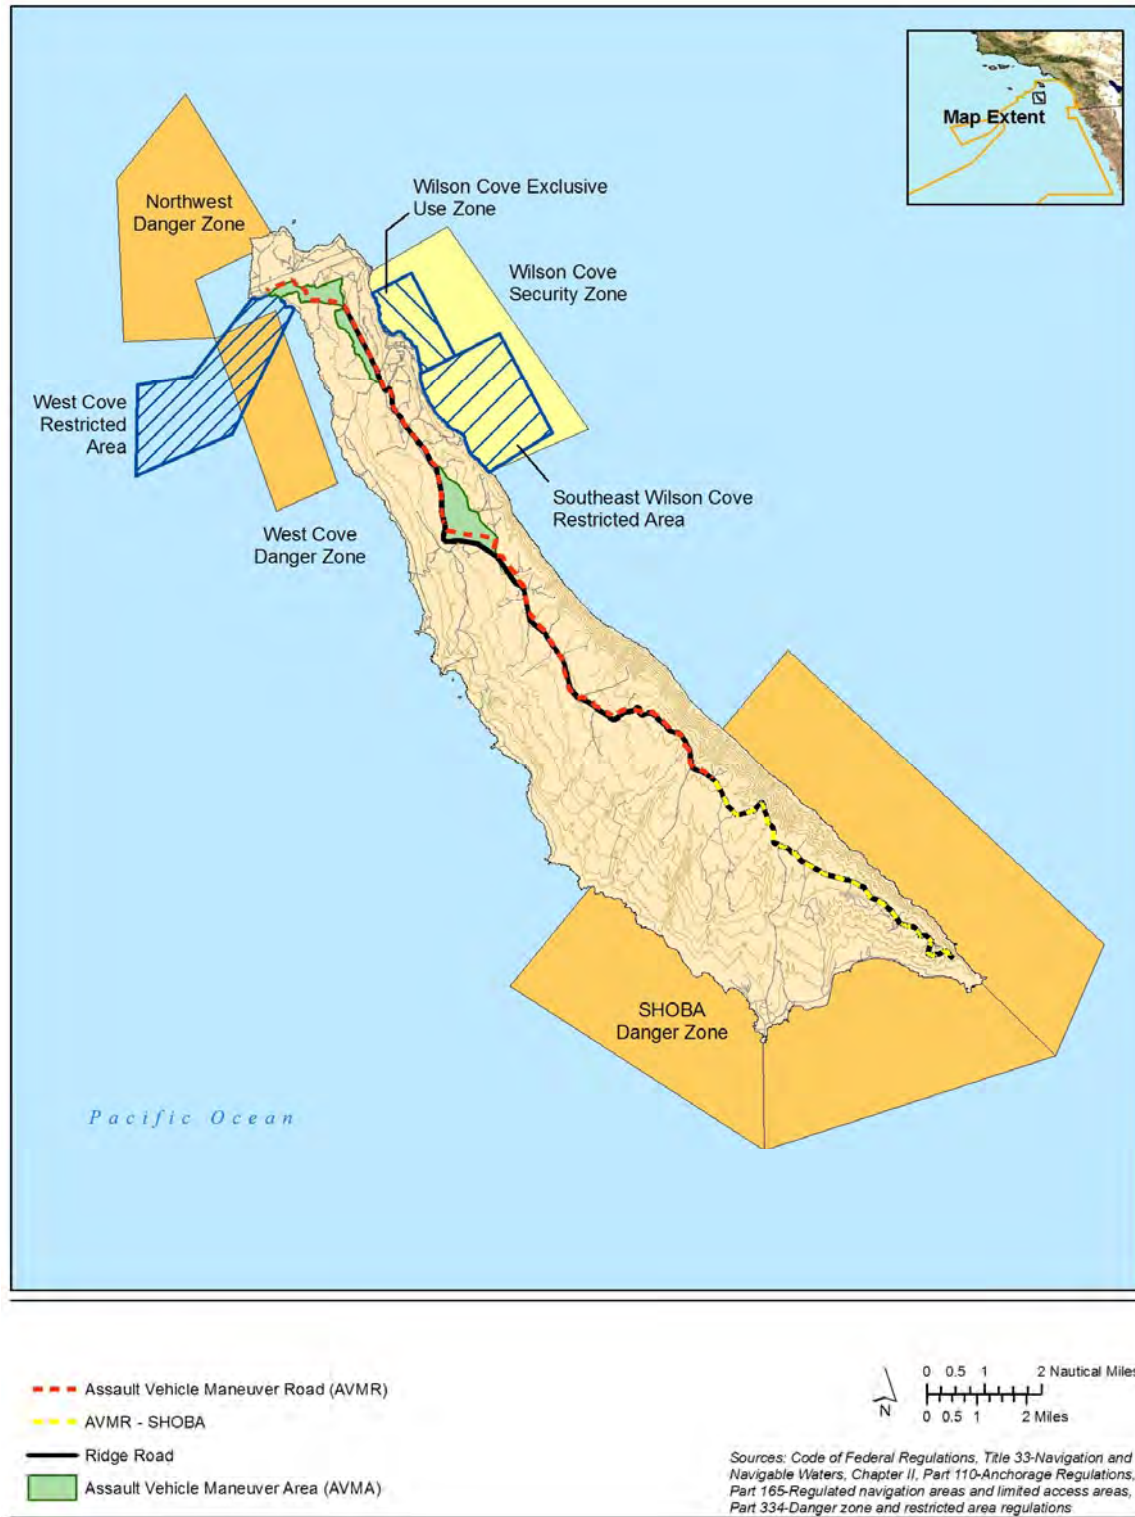 Map Extent
Northwest
Danger Zone
Wilson Cove Exclusive
Use Zone
Wilson Cove
Security Zone
West Cove
Restricted
Area
Southeast Wilson Cove
Restricted Area
West Cove
Danger Zone
SHOBA
Danger Zone
Pacific Ocean
Assault Vehicle Maneuver Road (AVMR)
AVMR - SHOBA
Ridge Road
Assault Vehicle Maneuver Area (AVMA)
N
0 0.5 1 2 Nautical Miles
0 0.5 1 2 Miles
Sources: Code of Federal Regulations, Title 33-Navigation and
Navigable Waters, Chapter II, Part 110-Anchorage Regulations,
Part 165-Regulated navigation areas and limited access areas,
Part 334-Danger zone and restricted area regulations